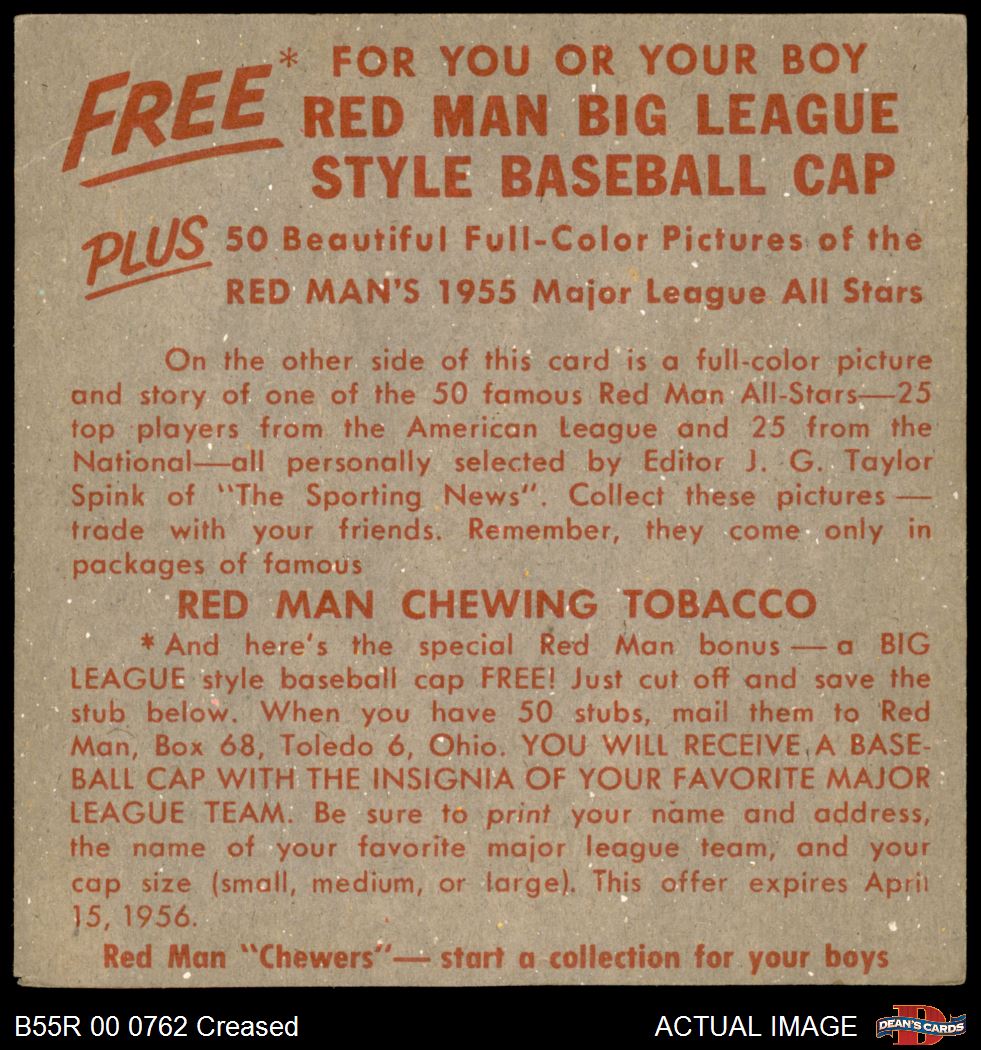 FREE* FOR YOU OR YOUR BOY
RED MAN BIG LEAGUE
STYLE BASEBALL CAP
PLUS 50 Beautiful Full-Color Pictures of the
RED MAN'S 1955 Major League All Stars
On the other side of this card is a full-color picture
and story of one of the 50 famous Red Man All-Stars—25
top players from the American League and 25 from the
National—all personally selected by Editor J. G. Taylor
Spink of "The Sporting News". Collect these pictures—
trade with your friends. Remember, they come only in
packages of famous
RED MAN CHEWING TOBACCO
* And here's the special Red Man bonus—a BIG
LEAGUE style baseball cap FREE! Just cut off and save the
stub below. When you have 50 stubs, mail them to Red
Man, Box 68, Toledo 6, Ohio. YOU WILL RECEIVE A BASE-
BALL CAP WITH THE INSIGNIA OF YOUR FAVORITE MAJOR
LEAGUE TEAM. Be sure to print your name and address,
the name of your favorite major league team, and your
cap size (small, medium, or large). This offer expires April
15, 1956.
Red Man "Chewers"—start a collection for your boys
B55R 00 0762 Creased
ACTUAL IMAGE
D
DEAN'S CARDS